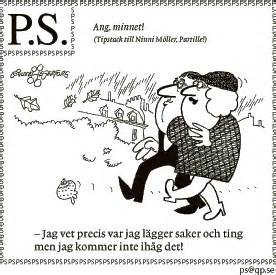 P.S.
Ang. minnet!
(Tipstack till Ninni Möller, Partille!)
– Jag vet precis var jag lägger saker och ting
men jag kommer inte ihåg det!
ps@gp.se